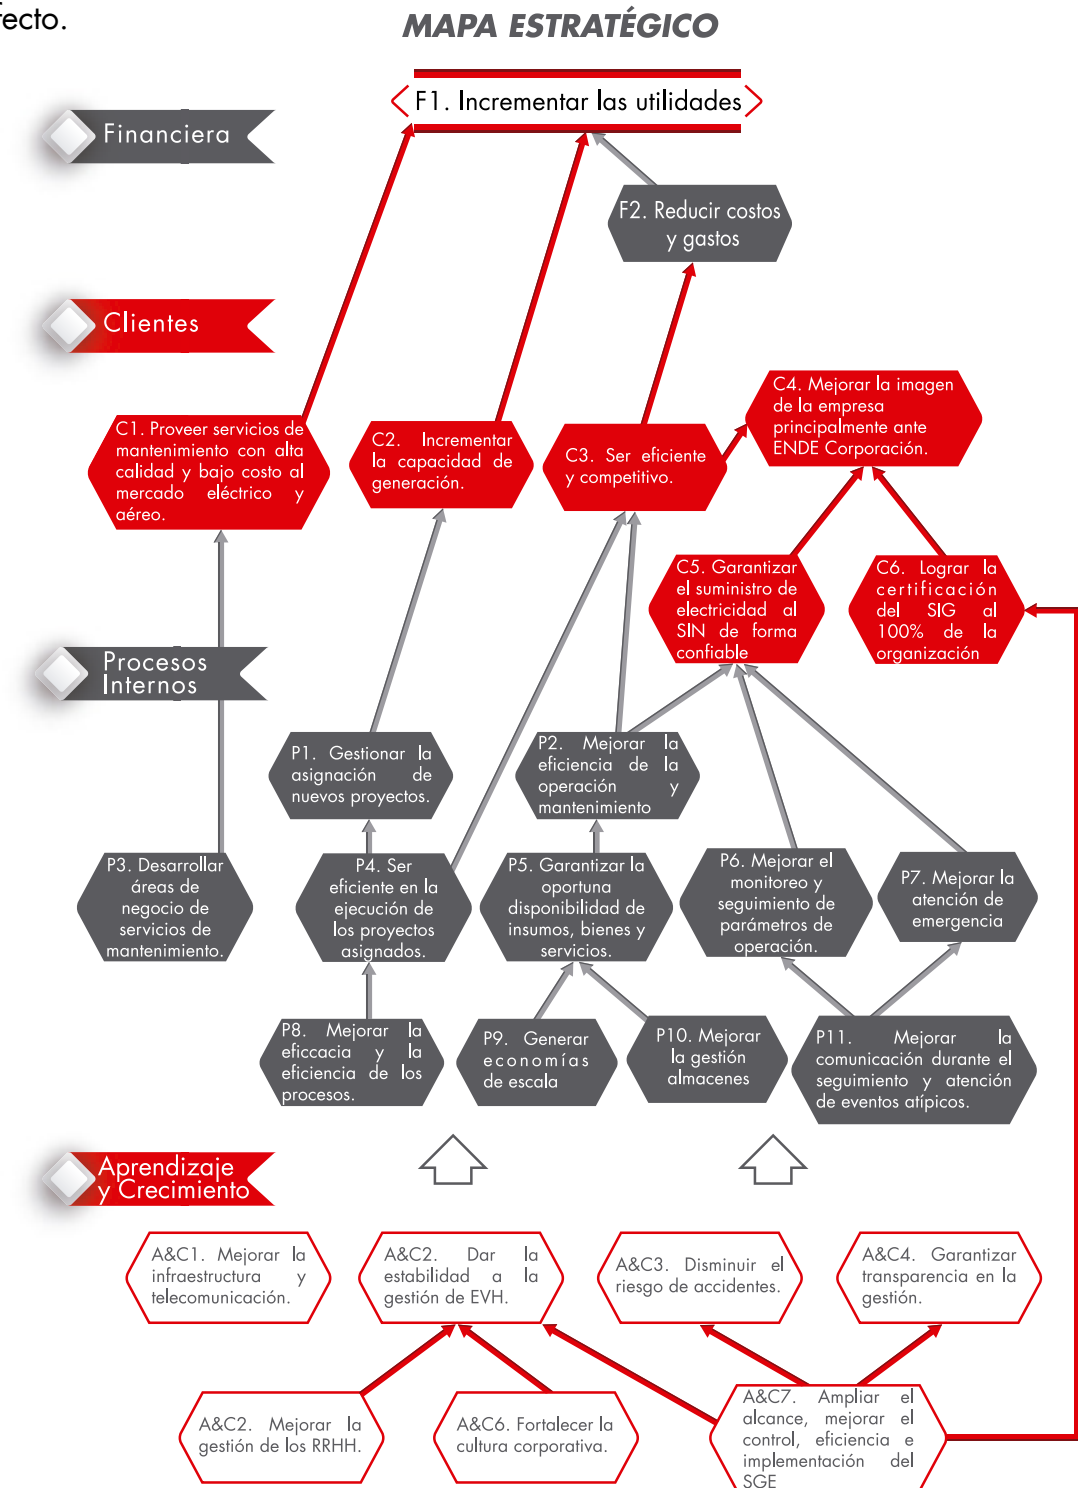 fecto.
MAPA ESTRATÉGICO
F1. Incrementar las utilidades
Financiera
F2. Reducir costos
y gastos
Clientes
C4. Mejorar la imagen
de la empresa
principalmente ante
ENDE Corporación.
C1. Proveer servicios de
mantenimiento con alta
calidad y bajo costo al
mercado eléctrico y
aéreo.
C2. Incrementar
la capacidad de
generación.
C3. Ser eficiente
y competitivo.
C5. Garantizar
el suministro de
electricidad al
SIN de forma
confiable
C6. Lograr la
certificación
del SIG al
100% de la
organización
Procesos
Internos
P1. Gestionar la
asignación de
nuevos proyectos.
P2. Mejorar la
eficiencia de la
operación y
mantenimiento
P3. Desarrollar
áreas de
negocio de
servicios de
mantenimiento.
P4. Ser
eficiente en la
ejecución de
los proyectos
asignados.
P5. Garantizar la
oportuna
disponibilidad de
insumos, bienes y
servicios.
P6. Mejorar el
monitoreo y
seguimiento de
parámetros de
operación.
P7. Mejorar la
atención de
emergencia
P8. Mejorar la
eficcacia y la
eficiencia de los
procesos.
P9. Generar
economías
de escala
P10. Mejorar
la gestión
almacenes
P11. Mejorar la
comunicación durante el
seguimiento y atención
de eventos atípicos.
Aprendizaje
y Crecimiento
A&C1. Mejorar la
infraestructura y
telecomunicación.
A&C2. Dar la
estabilidad a la
gestión de EVH.
A&C3. Disminuir el
riesgo de accidentes.
A&C4. Garantizar
transparencia en la
gestión.
A&C2. Mejorar la
gestión de los RRHH.
A&C6. Fortalecer la
cultura corporativa.
A&C7. Ampliar el
alcance, mejorar el
control, eficiencia e
implementación del
SGE